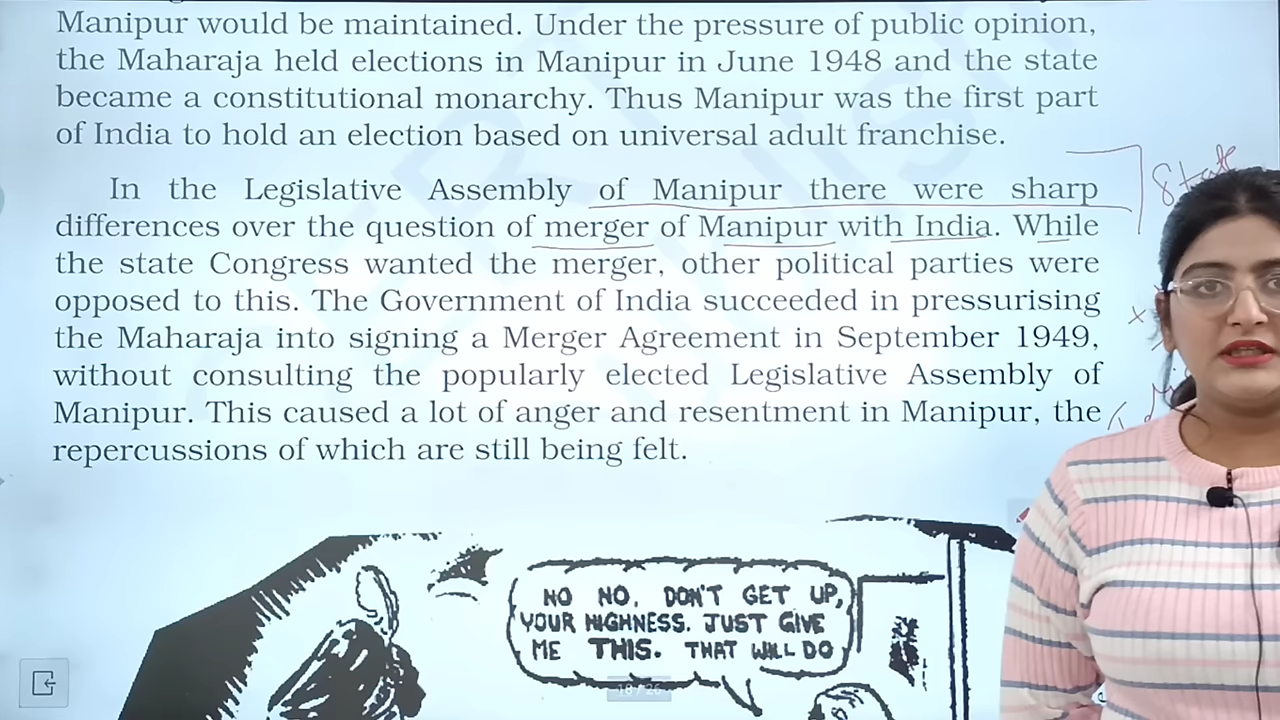 Manipur would be maintained. Under the pressure of public opinion,
the Maharaja held elections in Manipur in June 1948 and the state
became a constitutional monarchy. Thus Manipur was the first part
of India to hold an election based on universal adult franchise.
In the Legislative Assembly of Manipur there were sharp
differences over the question of merger of Manipur with India. While
the state Congress wanted the merger, other political parties were
opposed to this. The Government of India succeeded in pressurising
the Maharaja into signing a Merger Agreement in September 1949,
without consulting the popularly elected Legislative Assembly of
Manipur. This caused a lot of anger and resentment in Manipur, the
repercussions of which are still being felt.
State
NO NO, DON'T GET UP,
YOUR HIGHNESS. JUST GIVE
ME THIS. THAT WILL DO
18 / 26